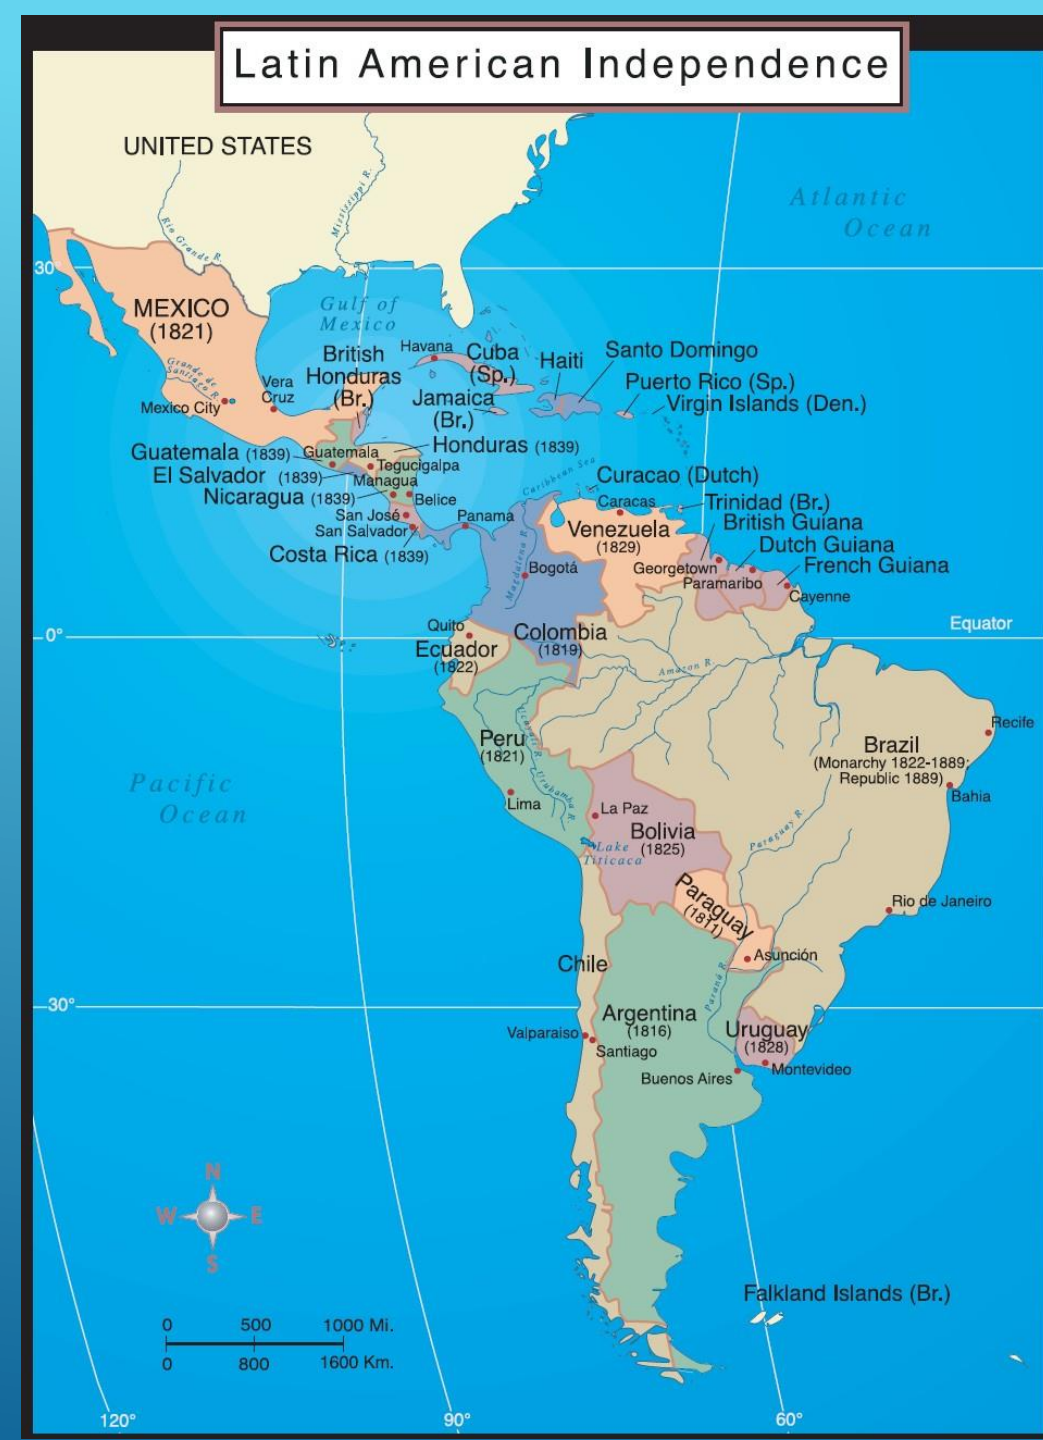 Latin American Independence
UNITED STATES
Mississippi R.
Rio Grande R.
Atlantic
Ocean
30°
MEXICO
(1821)
Gulf of
Mexico
Grande de
Santiago R.
Mexico City
Vera
Cruz
British
Honduras
(Br.)
Havana
Cuba
(Sp.)
Haiti
Santo Domingo
Jamaica
(Br.)
Puerto Rico (Sp.)
Virgin Islands (Den.)
Honduras (1839)
Guatemala (1839)
Guatemala
El Salvador (1839)
Tegucigalpa
Managua
Nicaragua (1839)
Belice
San José
San Salvador
Panama
Costa Rica (1839)
Caribbean Sea
Curacao (Dutch)
Caracas
Trinidad (Br.)
Venezuela
(1829)
British Guiana
Dutch Guiana
French Guiana
Georgetown
Paramaribo
Cayenne
Magdalena R.
Bogotá
Colombia
(1819)
Equator
0°
Quito
Ecuador
(1822)
Amazon R.
Ucayali R.
Urubamba R.
Peru
(1821)
Lima
Recife
Brazil
(Monarchy 1822-1889;
Republic 1889)
Bahia
Pacific
Ocean
La Paz
Bolivia
(1825)
Lake
Titicaca
Paraguay R.
Paraguay
(1811)
Rio de Janeiro
Asunción
Chile
Paraná R.
30°
Argentina
(1816)
Uruguay
(1828)
Valparaiso
Santiago
Montevideo
Buenos Aires
N
W
E
S
Falkland Islands (Br.)
0 500 1000 Mi.
0 800 1600 Km.
120°
90°
60°